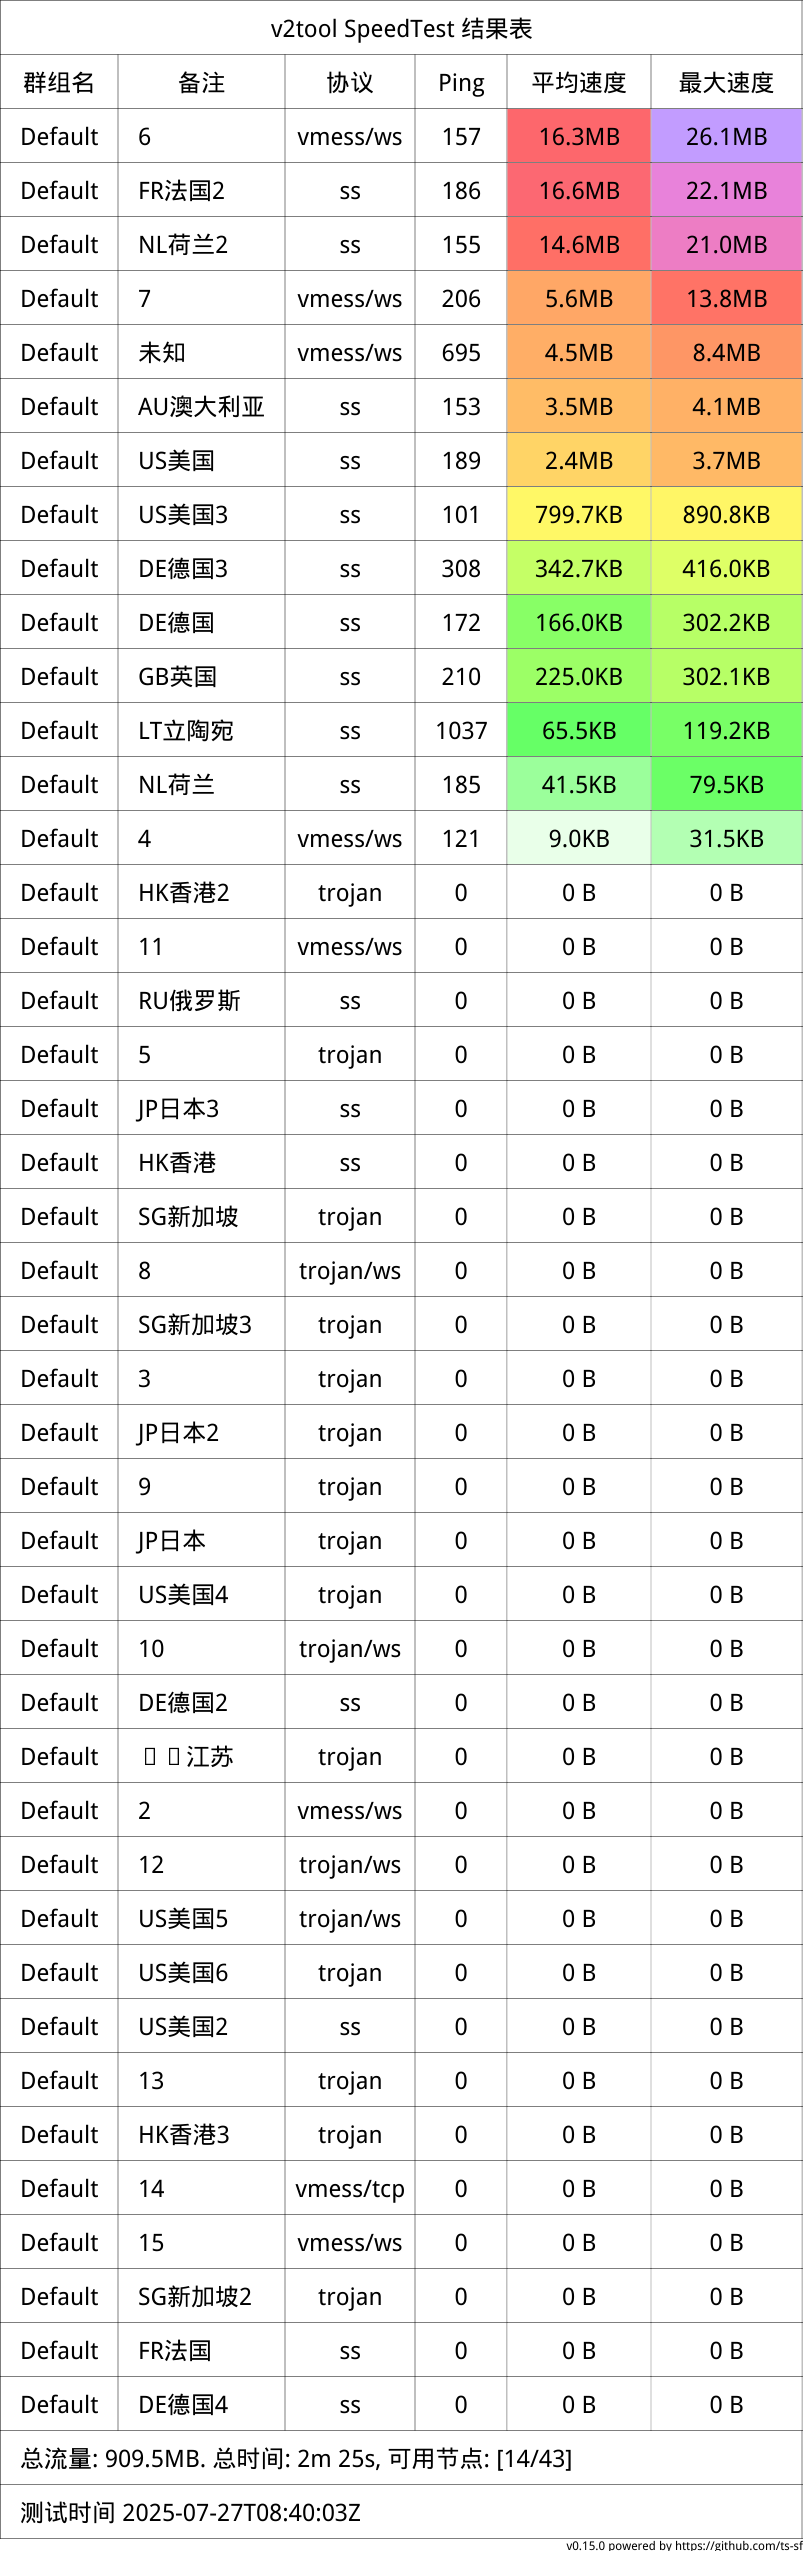 v2tool SpeedTest 结果表
群组名 备注 协议 Ping 平均速度 最大速度
Default 6 vmess/ws 157 16.3MB 26.1MB
Default FR法国2 ss 186 16.6MB 22.1MB
Default NL荷兰2 ss 155 14.6MB 21.0MB
Default 7 vmess/ws 206 5.6MB 13.8MB
Default 未知 vmess/ws 695 4.5MB 8.4MB
Default AU澳大利亚 ss 153 3.5MB 4.1MB
Default US美国 ss 189 2.4MB 3.7MB
Default US美国3 ss 101 799.7KB 890.8KB
Default DE德国3 ss 308 342.7KB 416.0KB
Default DE德国 ss 172 166.0KB 302.2KB
Default GB英国 ss 210 225.0KB 302.1KB
Default LT立陶宛 ss 1037 65.5KB 119.2KB
Default NL荷兰 ss 185 41.5KB 79.5KB
Default 4 vmess/ws 121 9.0KB 31.5KB
Default HK香港2 trojan 0 0 B 0 B
Default 11 vmess/ws 0 0 B 0 B
Default RU俄罗斯 ss 0 0 B 0 B
Default 5 trojan 0 0 B 0 B
Default JP日本3 ss 0 0 B 0 B
Default HK香港 ss 0 0 B 0 B
Default SG新加坡 trojan 0 0 B 0 B
Default 8 trojan/ws 0 0 B 0 B
Default SG新加坡3 trojan 0 0 B 0 B
Default 3 trojan 0 0 B 0 B
Default JP日本2 trojan 0 0 B 0 B
Default 9 trojan 0 0 B 0 B
Default JP日本 trojan 0 0 B 0 B
Default US美国4 trojan 0 0 B 0 B
Default 10 trojan/ws 0 0 B 0 B
Default DE德国2 ss 0 0 B 0 B
Default 江苏 trojan 0 0 B 0 B
Default 2 vmess/ws 0 0 B 0 B
Default 12 trojan/ws 0 0 B 0 B
Default US美国5 trojan/ws 0 0 B 0 B
Default US美国6 trojan 0 0 B 0 B
Default US美国2 ss 0 0 B 0 B
Default 13 trojan 0 0 B 0 B
Default HK香港3 trojan 0 0 B 0 B
Default 14 vmess/tcp 0 0 B 0 B
Default 15 vmess/ws 0 0 B 0 B
Default SG新加坡2 trojan 0 0 B 0 B
Default FR法国 ss 0 0 B 0 B
Default DE德国4 ss 0 0 B 0 B
总流量: 909.5MB. 总时间: 2m 25s, 可用节点: [14/43]
测试时间 2025-07-27T08:40:03Z
v0.15.0 powered by https://github.com/ts-sf